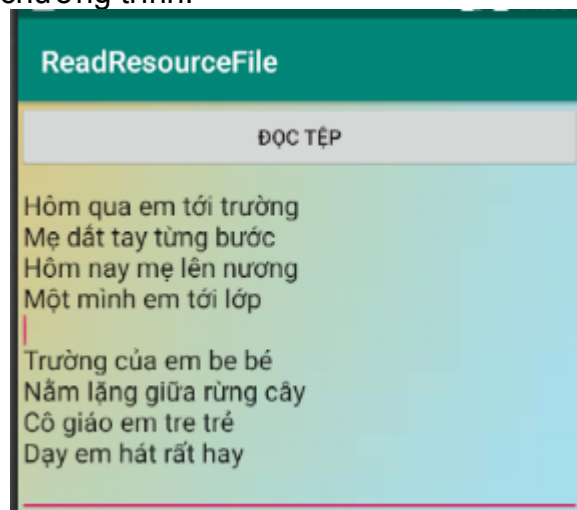 chương trình.
ReadResourceFile
ĐỌC TỆP
Hôm qua em tới trường
Mẹ dắt tay từng bước
Hôm nay mẹ lên nương
Một mình em tới lớp
Trường của em be bé
Nằm lặng giữa rừng cây
Cô giáo em tre trẻ
Dạy em hát rất hay